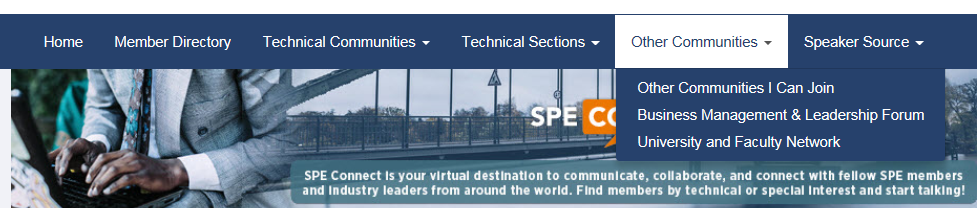 Home Member Directory Technical Communities Technical Sections Other Communities Speaker Source
Other Communities I Can Join
Business Management & Leadership Forum
University and Faculty Network
SPE
SPE Connect is your virtual destination to communicate, collaborate, and connect with fellow SPE members
and industry leaders from around the world. Find members by technical or special interest and start talking!